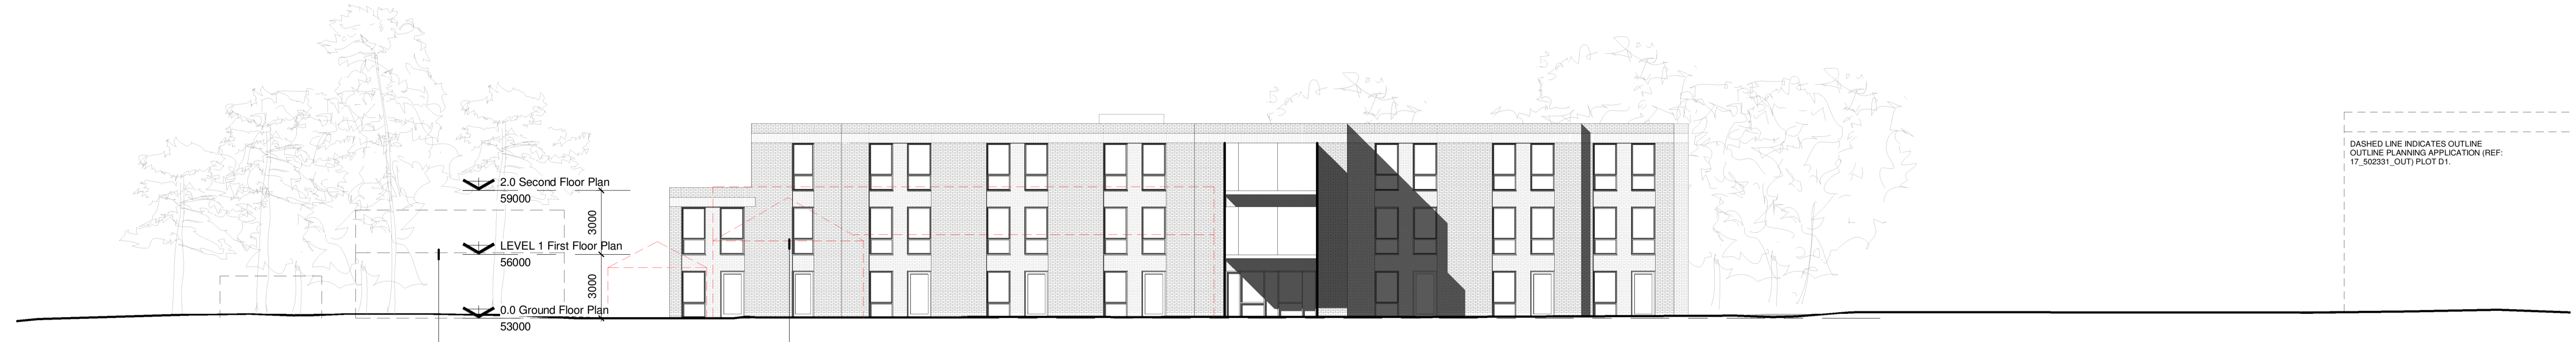 2.0 Second Floor Plan
59000
3000
LEVEL 1 First Floor Plan
56000
3000
0.0 Ground Floor Plan
53000
DASHED LINE INDICATES OUTLINE
OUTLINE PLANNING APPLICATION (REF:
17_502331_OUT) PLOT D1.